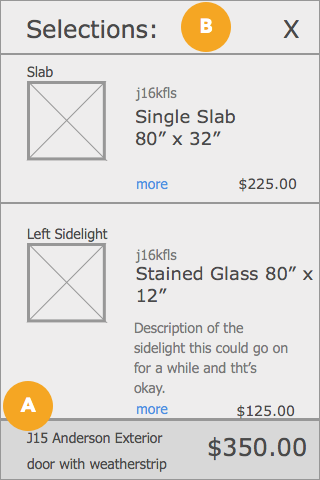 Selections:
B
X
Slab
j16kfls
Single Slab
80” x 32”
more
$225.00
Left Sidelight
j16kfls
Stained Glass 80” x
12”
Description of the
sidelight this could go on
for a while and tht’s
okay.
more
$125.00
A
J15 Anderson Exterior
door with weatherstrip
$350.00